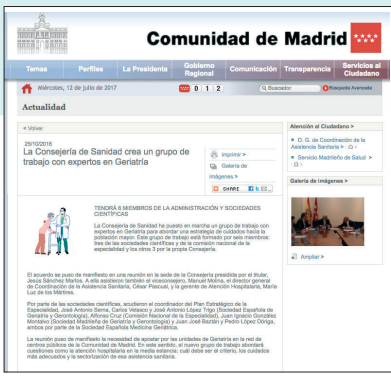 Comunidad de Madrid
Temas
Perfiles
La Presidenta
Gobierno Regional
Comunicación
Transparencia
Servicios al Ciudadano
Miércoles, 12 de julio de 2017
0 1 2
Buscador
Búsqueda Avanzada
Actualidad
< Volver
25/10/2016
La Consejería de Sanidad crea un grupo de
trabajo con expertos en Geriatría
Imprimir >
Galería de
imágenes >
SHARE
TENDRÁ 6 MIEMBROS DE LA ADMINISTRACIÓN Y SOCIEDADES
CIENTÍFICAS
La Consejería de Sanidad ha puesto en marcha un grupo de trabajo con
expertos en Geriatría para abordar una estrategia de cuidados hacia la
población mayor. Este grupo de trabajo está formado por seis miembros:
tres de las sociedades científicas y de la comisión nacional de la
especialidad y los otros 3 por la propia Consejería.
El acuerdo se puso de manifiesto en una reunión en la sede de la Consejería presidida por el titular,
Jesús Sánchez Martos. A ella asistieron también el viceconsejero, Manuel Molina, el director general
de Coordinación de la Asistencia Sanitaria, César Pascual, y la gerente de Atención Hospitalaria, María
Luz de los Mártires.
Por parte de las sociedades científicas, acudieron el coordinador del Plan Estratégico de la
Especialidad, José Antonio Serra, Carlos Velasco y José Antonio López Trigo (Sociedad Española de
Geriatría y Gerontología), Alfonso Cruz (Comisión Nacional de la Especialidad), Juan Ignacio González
Montalvo (Sociedad Madrileña de Geriatría y Gerontología) y Juan José Baztán y Pedro López Dóriga,
ambos por parte de la Sociedad Española Medicina Geriátrica.
La reunión puso de manifiesto la necesidad de apostar por las unidades de Geriatría en la red de
centros públicos de la Comunidad de Madrid. En este sentido, el nuevo grupo de trabajo abordará
cuestiones como la atención hospitalaria en la media estancia; cuál debe ser el criterio, los cuidados
más adelantados y la sectorización de esa asistencia sanitaria.
Atención al Ciudadano >
D. G. de Coordinación de la
Asistencia Sanitaria >
Servicio Madrileño de Salud >
Galería de imágenes >
Ampliar >